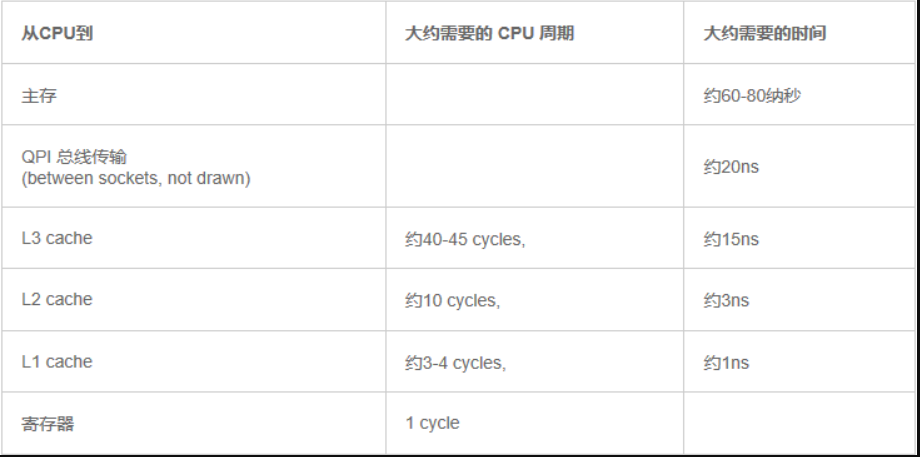 从CPU到 大约需要的 CPU 周期 大约需要的时间
主存 约60-80纳秒
QPI 总线传输
(between sockets, not drawn) 约20ns
L3 cache 约40-45 cycles, 约15ns
L2 cache 约10 cycles, 约3ns
L1 cache 约3-4 cycles, 约1ns
寄存器 1 cycle